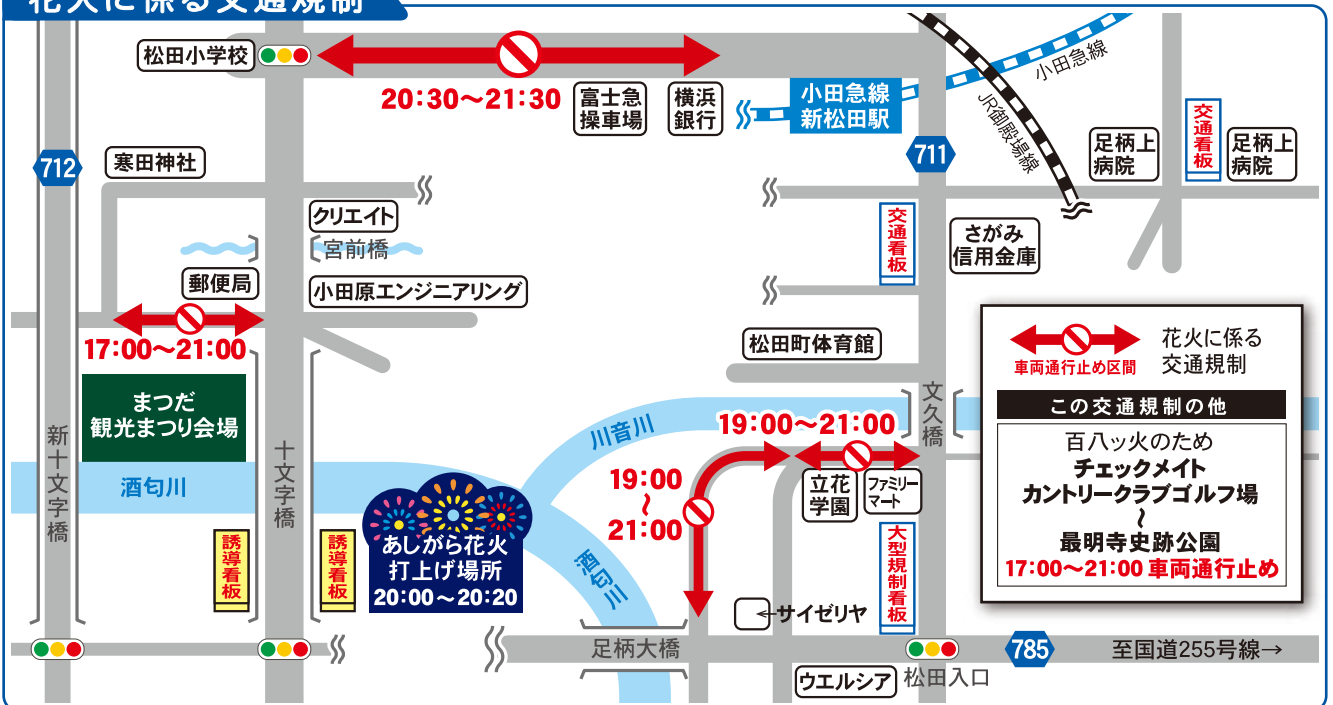 花火に係る交通規制
松田小学校
20:30～21:30
富士急
操車場
横浜
銀行
小田急線
新松田駅
小田急線
JR御殿場線
712
寒田神社
711
足柄上
病院
交通看板
足柄上
病院
クリエイト
宮前橋
交通看板
さがみ
信用金庫
郵便局
小田原エンジニアリング
17:00～21:00
松田町体育館
まつだ
観光まつり会場
新十文字橋
十文字橋
酒匂川
川音川
文久橋
19:00～21:00
19:00
～
21:00
立花
学園
ファミリー
マート
誘導看板
誘導看板
あしがら花火
打上げ場所
20:00～20:20
酒匂川
サイゼリヤ
大型規制看板
足柄大橋
ウエルシア
松田入口
785
至国道255号線→
車両通行止め区間
花火に係る
交通規制
この交通規制の他
百八ッ火のため
チェックメイト
カントリークラブゴルフ場
～
最明寺史跡公園
17:00～21:00 車両通行止め